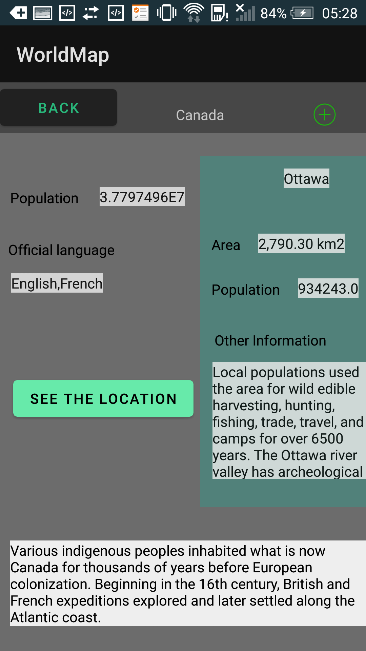 84% 05:28
WorldMap
BACK
Canada
Population 3.7797496E7
Official language
English,French
SEE THE LOCATION
Ottawa
Area 2,790.30 km2
Population 934243.0
Other Information
Local populations used
the area for wild edible
harvesting, hunting,
fishing, trade, travel, and
camps for over 6500
years. The Ottawa river
valley has archeological
Various indigenous peoples inhabited what is now
Canada for thousands of years before European
colonization. Beginning in the 16th century, British and
French expeditions explored and later settled along the
Atlantic coast.